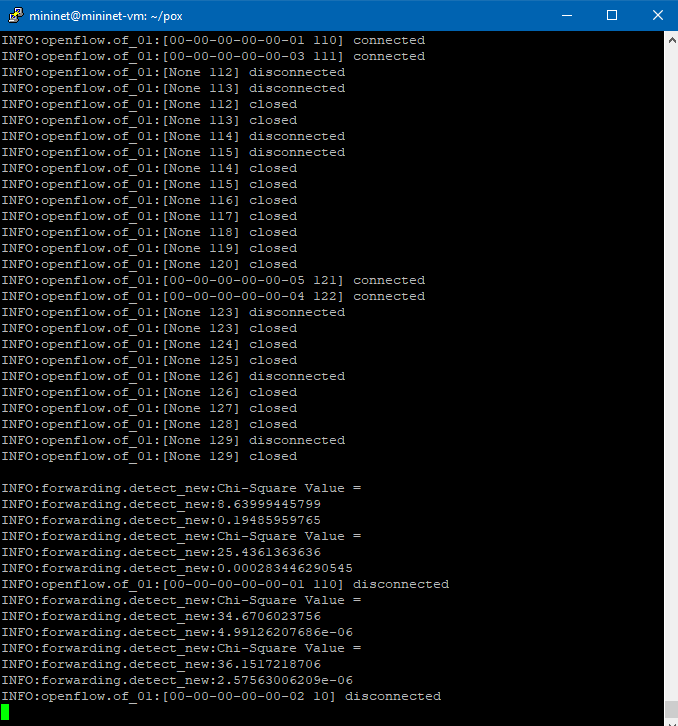 mininet@mininet-vm: ~/pox
INFO:openflow.of_01:[00-00-00-00-00-01 110] connected
INFO:openflow.of_01:[00-00-00-00-00-03 111] connected
INFO:openflow.of_01:[None 112] disconnected
INFO:openflow.of_01:[None 113] disconnected
INFO:openflow.of_01:[None 112] closed
INFO:openflow.of_01:[None 113] closed
INFO:openflow.of_01:[None 114] disconnected
INFO:openflow.of_01:[None 115] disconnected
INFO:openflow.of_01:[None 114] closed
INFO:openflow.of_01:[None 115] closed
INFO:openflow.of_01:[None 116] closed
INFO:openflow.of_01:[None 117] closed
INFO:openflow.of_01:[None 118] closed
INFO:openflow.of_01:[None 119] closed
INFO:openflow.of_01:[None 120] closed
INFO:openflow.of_01:[00-00-00-00-00-05 121] connected
INFO:openflow.of_01:[00-00-00-00-00-04 122] connected
INFO:openflow.of_01:[None 123] disconnected
INFO:openflow.of_01:[None 123] closed
INFO:openflow.of_01:[None 124] closed
INFO:openflow.of_01:[None 125] closed
INFO:openflow.of_01:[None 126] disconnected
INFO:openflow.of_01:[None 126] closed
INFO:openflow.of_01:[None 127] closed
INFO:openflow.of_01:[None 128] closed
INFO:openflow.of_01:[None 129] disconnected
INFO:openflow.of_01:[None 129] closed
INFO:forwarding.detect_new:Chi-Square Value =
INFO:forwarding.detect_new:8.63999445799
INFO:forwarding.detect_new:0.19485959765
INFO:forwarding.detect_new:Chi-Square Value =
INFO:forwarding.detect_new:25.4361363636
INFO:forwarding.detect_new:0.000283446290545
INFO:openflow.of_01:[00-00-00-00-00-01 110] disconnected
INFO:forwarding.detect_new:Chi-Square Value =
INFO:forwarding.detect_new:34.6706023756
INFO:forwarding.detect_new:4.99126207686e-06
INFO:forwarding.detect_new:Chi-Square Value =
INFO:forwarding.detect_new:36.1517218706
INFO:forwarding.detect_new:2.57563006209e-06
INFO:openflow.of_01:[00-00-00-00-00-02 10] disconnected